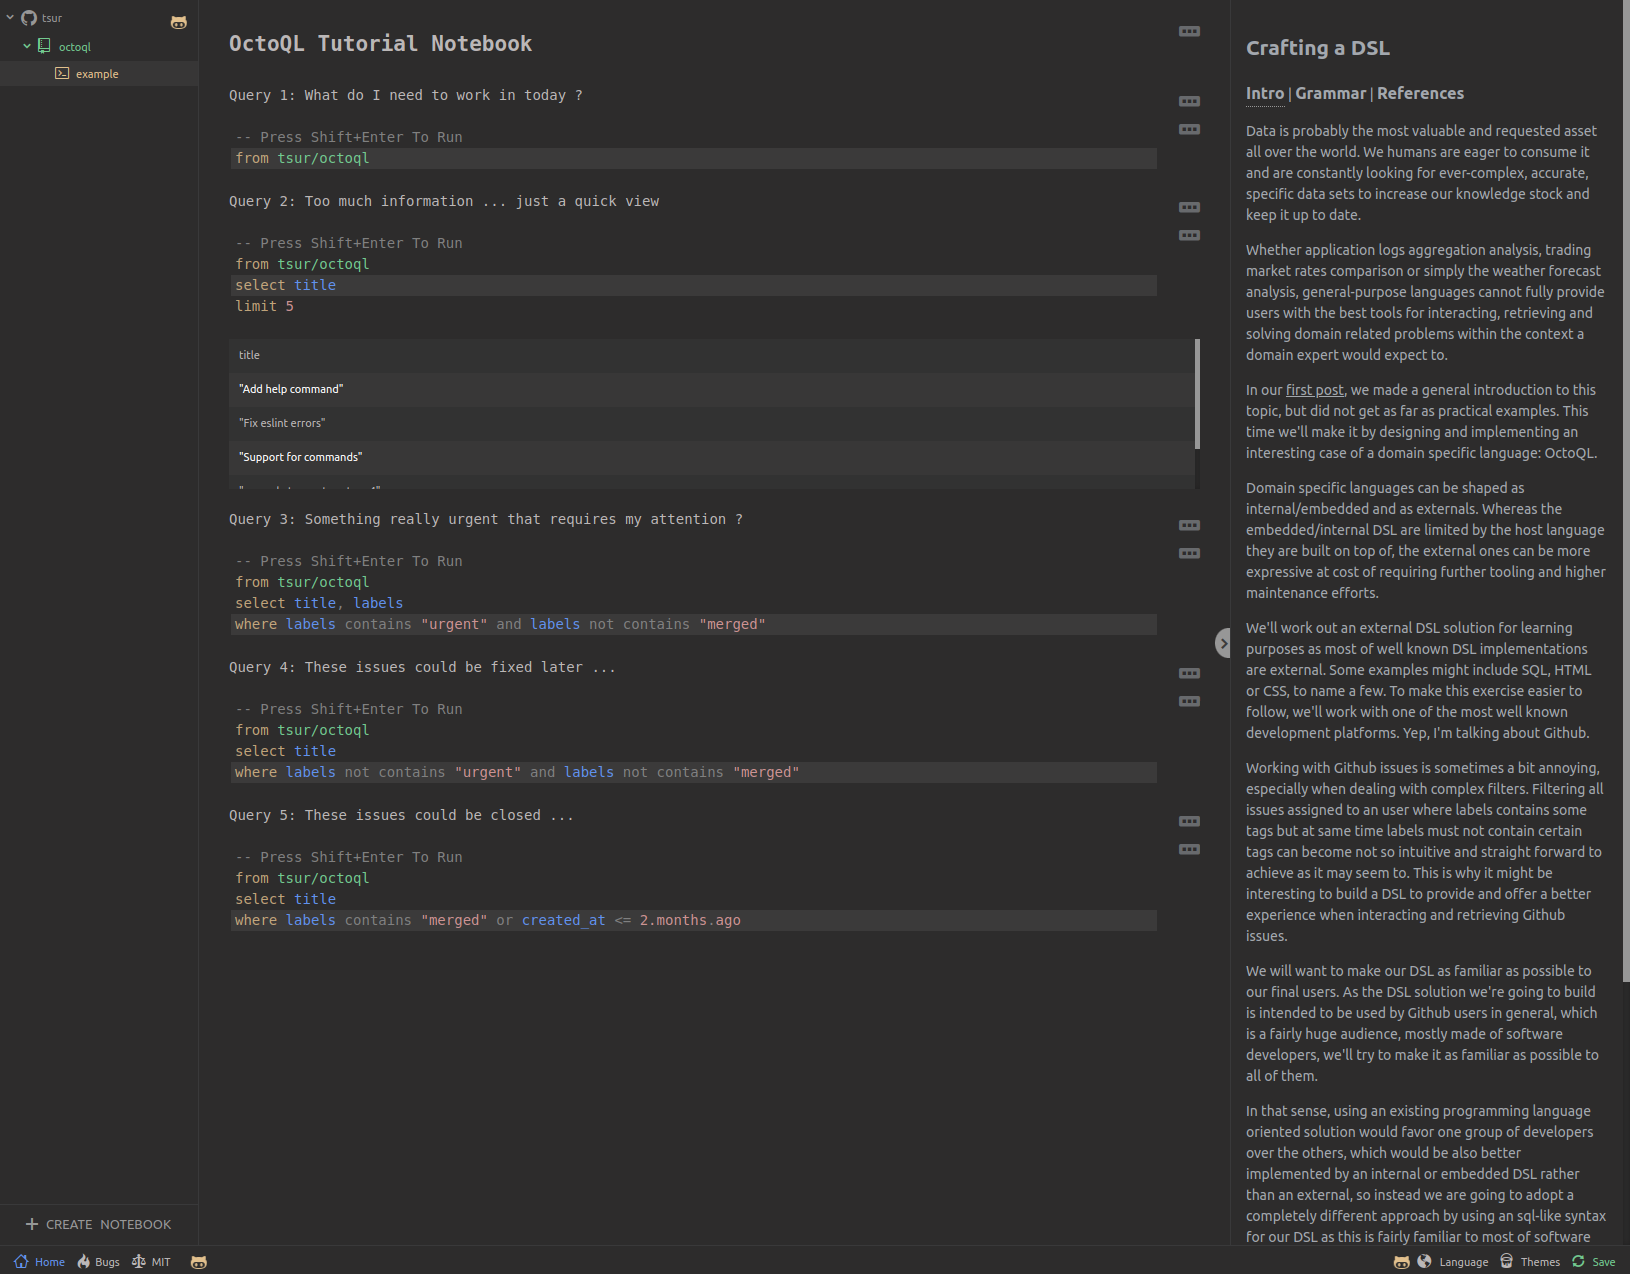 tsur
octoql
example
CREATE NOTEBOOK
OctoQL Tutorial Notebook
Query 1: What do I need to work in today ?
-- Press Shift+Enter To Run
from tsur/octoql
Query 2: Too much information ... just a quick view
-- Press Shift+Enter To Run
from tsur/octoql
select title
limit 5
title
"Add help command"
"Fix eslint errors"
"Support for commands"
Query 3: Something really urgent that requires my attention ?
-- Press Shift+Enter To Run
from tsur/octoql
select title, labels
where labels contains "urgent" and labels not contains "merged"
Query 4: These issues could be fixed later ...
-- Press Shift+Enter To Run
from tsur/octoql
select title
where labels not contains "urgent" and labels not contains "merged"
Query 5: These issues could be closed ...
-- Press Shift+Enter To Run
from tsur/octoql
select title
where labels contains "merged" or created_at <= 2.months.ago
Crafting a DSL
Intro | Grammar | References
Data is probably the most valuable and requested asset
all over the world. We humans are eager to consume it
and are constantly looking for ever-complex, accurate,
specific data sets to increase our knowledge stock and
keep it up to date.
Whether application logs aggregation analysis, trading
market rates comparison or simply the weather forecast
analysis, general-purpose languages cannot fully provide
users with the best tools for interacting, retrieving and
solving domain related problems within the context a
domain expert would expect to.
In our first post, we made a general introduction to this
topic, but did not get as far as practical examples. This
time we'll make it by designing and implementing an
interesting case of a domain specific language: OctoQL.
Domain specific languages can be shaped as
internal/embedded and as externals. Whereas the
embedded/internal DSL are limited by the host language
they are built on top of, the external ones can be more
expressive at cost of requiring further tooling and higher
maintenance efforts.
We'll work out an external DSL solution for learning
purposes as most of well known DSL implementations
are external. Some examples might include SQL, HTML
or CSS, to name a few. To make this exercise easier to
follow, we'll work with one of the most well known
development platforms. Yep, I'm talking about Github.
Working with Github issues is sometimes a bit annoying,
especially when dealing with complex filters. Filtering all
issues assigned to an user where labels contains some
tags but at same time labels must not contain certain
tags can become not so intuitive and straight forward to
achieve as it may seem to. This is why it might be
interesting to build a DSL to provide and offer a better
experience when interacting and retrieving Github
issues.
We will want to make our DSL as familiar as possible to
our final users. As the DSL solution we're going to build
is intended to be used by Github users in general, which
is a fairly huge audience, mostly made of software
developers, we'll try to make it as familiar as possible to
all of them.
In that sense, using an existing programming language
oriented solution would favor one group of developers
over the others, which would be also better
implemented by an internal or embedded DSL rather
than an external, so instead we are going to adopt a
completely different approach by using an sql-like syntax
for our DSL as this is fairly familiar to most of software
Home Bugs MIT
Language Themes Save